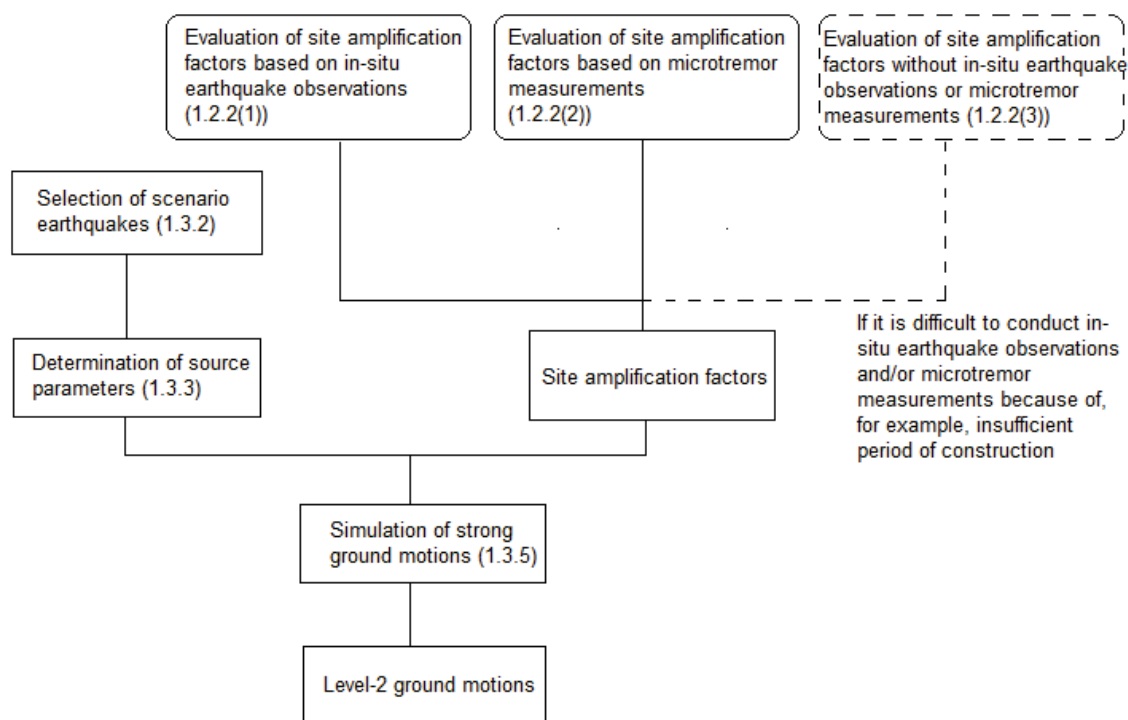 Evaluation of site amplification
factors based on in-situ
earthquake observations
(1.2.2(1))
Evaluation of site amplification
factors based on microtremor
measurements
(1.2.2(2))
Evaluation of site amplification
factors without in-situ earthquake
observations or microtremor
measurements (1.2.2(3))
Selection of scenario
earthquakes (1.3.2)
Determination of source
parameters (1.3.3)
Site amplification factors
If it is difficult to conduct in-
situ earthquake observations
and/or microtremor
measurements because of,
for example, insufficient
period of construction
Simulation of strong
ground motions (1.3.5)
Level-2 ground motions